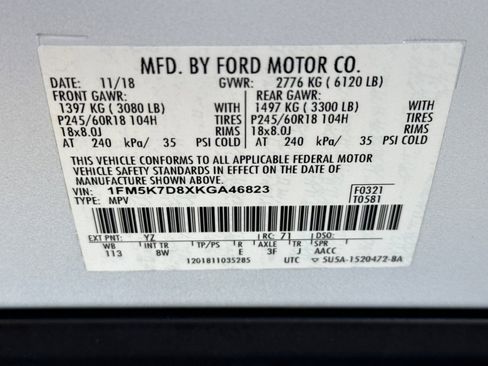 MFD. BY FORD MOTOR CO.
DATE: 11/18 GVWR: 2776 KG (6120 LB)
FRONT GAWR: REAR GAWR:
1397 KG (3080 LB) WITH 1497 KG (3300 LB) WITH
P245/60R18 104H TIRES P245/60R18 104H TIRES
18x8.0J RIMS 18x8.0J RIMS
AT 240 kPa/ 35 PSI COLD AT 240 kPa/ 35 PSI COLD
THIS VEHICLE CONFORMS TO ALL APPLICABLE FEDERAL MOTOR
VEHICLE SAFETY STANDARDS IN EFFECT ON THE DATE OF
MANUFACTURE SHOWN ABOVE.
VIN: 1FM5K7D8XKGA46823 F0321
TYPE: MPV T0581
EXT PNT: YZ RC: 71 DSO:
WB INT TR TP/PS R AXLE TR SPR
113 8W E 3F J AACC
1201811035285 UTC 5U5A-1520472-BA